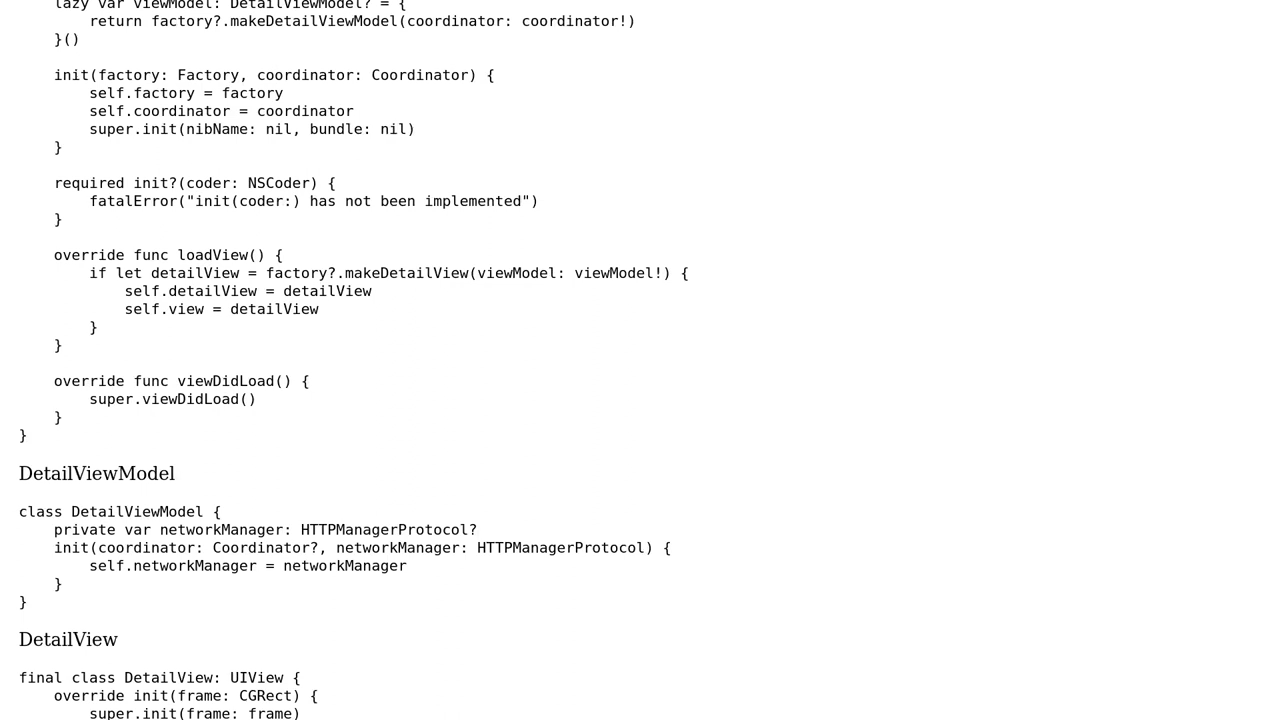 lazy var viewModel: DetailViewModel? = {
        return factory?.makeDetailViewModel(coordinator: coordinator!)
    }()
    init(factory: Factory, coordinator: Coordinator) {
        self.factory = factory
        self.coordinator = coordinator
        super.init(nibName: nil, bundle: nil)
    }
    required init?(coder: NSCoder) {
        fatalError("init(coder:) has not been implemented")
    }
    override func loadView() {
        if let detailView = factory?.makeDetailView(viewModel: viewModel!) {
            self.detailView = detailView
            self.view = detailView
        }
    }
    override func viewDidLoad() {
        super.viewDidLoad()
    }
}
DetailViewModel
class DetailViewModel {
    private var networkManager: HTTPManagerProtocol?
    init(coordinator: Coordinator?, networkManager: HTTPManagerProtocol) {
        self.networkManager = networkManager
    }
}
DetailView
final class DetailView: UIView {
    override init(frame: CGRect) {
        super.init(frame: frame)